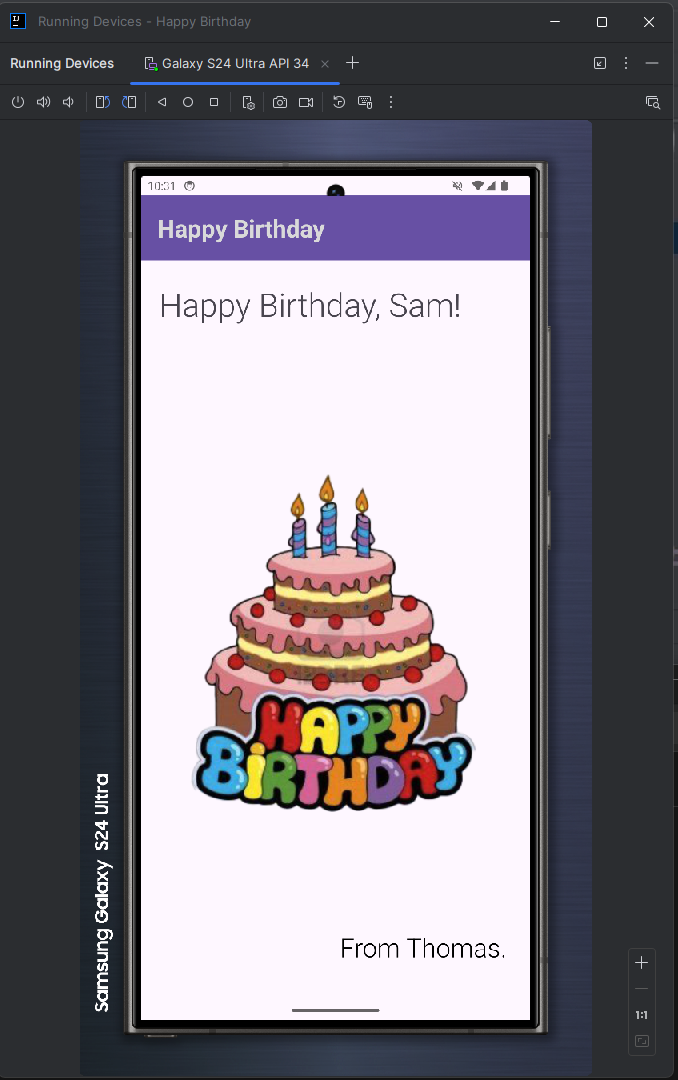 Running Devices - Happy Birthday
Running Devices
Galaxy S24 Ultra API 34
10:31
Happy Birthday
Happy Birthday, Sam!
HAPPY
BiRTHDAY
From Thomas.
Samsung Galaxy S24 Ultra
1:1